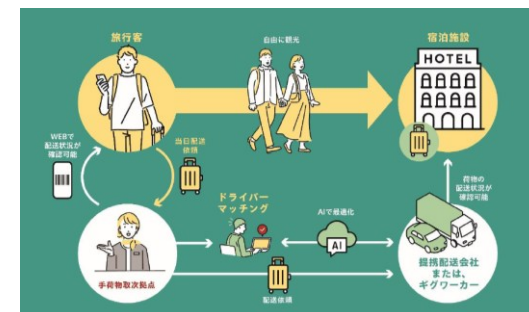 旅行客
自由に観光
宿泊施設
HOTEL
WEBで
配送状況が
確認可能
当日配送
依頼
荷物の
配送状況が
確認可能
ドライバー
マッチング
AIで最適化
AI
手荷物取次拠点
配送依頼
提携配送会社
または、
ギグワーカー